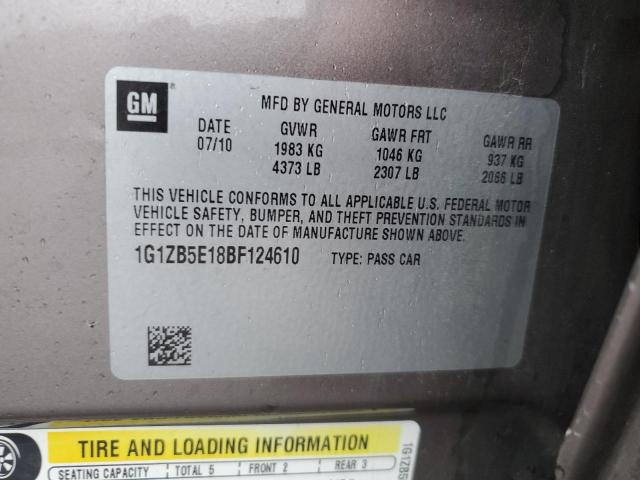 GM
MFD BY GENERAL MOTORS LLC
DATE GVWR GAWR FRT GAWR RR
07/10 1983 KG 1046 KG 937 KG
4373 LB 2307 LB 2066 LB
THIS VEHICLE CONFORMS TO ALL APPLICABLE U.S. FEDERAL MOTOR
VEHICLE SAFETY, BUMPER, AND THEFT PREVENTION STANDARDS IN
EFFECT ON THE DATE OF MANUFACTURE SHOWN ABOVE.
1G1ZB5E18BF124610 TYPE: PASS CAR
TIRE AND LOADING INFORMATION
SEATING CAPACITY TOTAL 5 FRONT 2 REAR 3
1G1ZB5